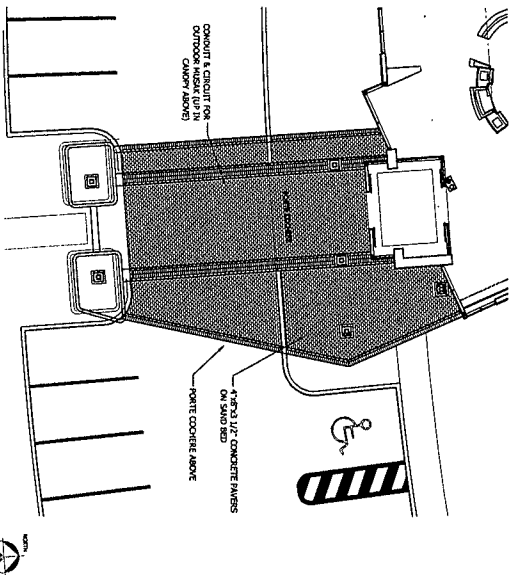 CONDUIT & CIRCUIT FOR
OUTDOOR MUSAK (UP IN
CANOPY ABOVE)
4"x8"x3 1/2" CONCRETE PAVERS
ON SAND BED
PORTE COCHERE ABOVE
NORTH